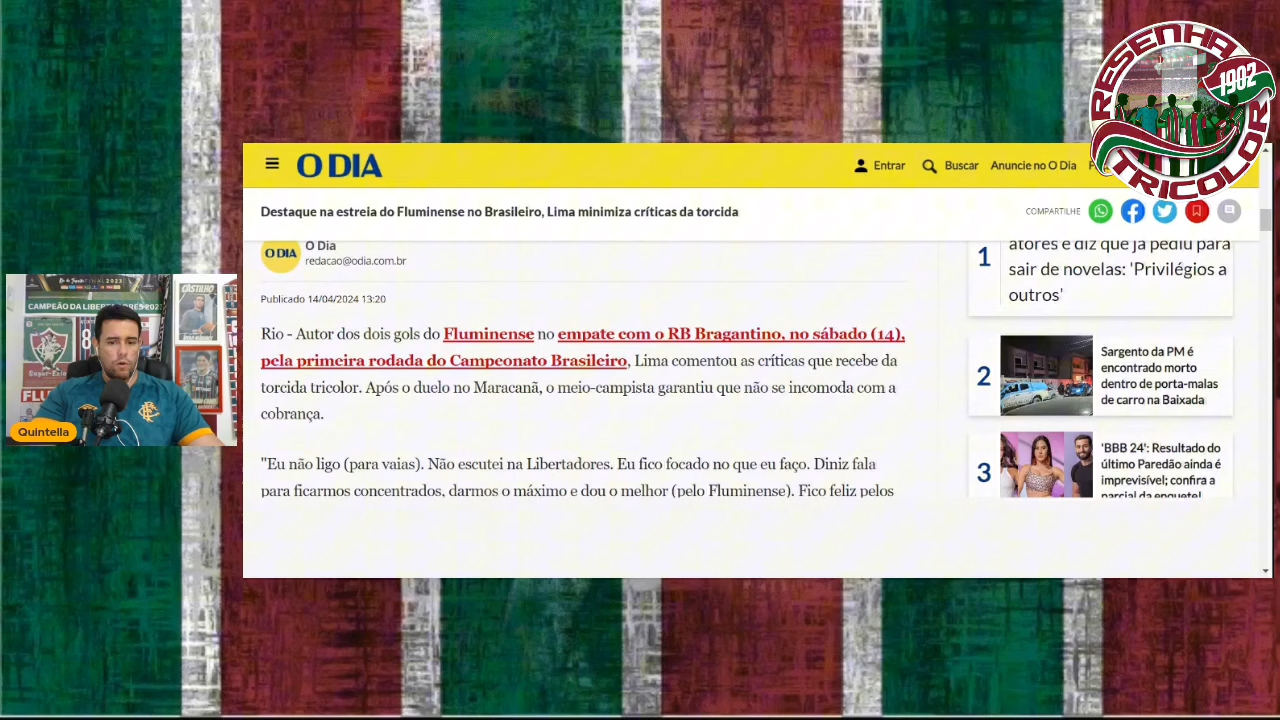 RESENHA
1902
TRICOLOR
O DIA
Entrar
Buscar
Anuncie no O Dia
Destaque na estreia do Fluminense no Brasileiro, Lima minimiza críticas da torcida
COMPARTILHE
O DIA
O Dia
redacao@odia.com.br
Publicado 14/04/2024 13:20
Rio - Autor dos dois gols do Fluminense no empate com o RB Bragantino, no sábado (14),
pela primeira rodada do Campeonato Brasileiro, Lima comentou as críticas que recebe da
torcida tricolor. Após o duelo no Maracanã, o meio-campista garantiu que não se incomoda com a
cobrança.
"Eu não ligo (para vaias). Não escutei na Libertadores. Eu fico focado no que eu faço. Diniz fala
para ficarmos concentrados, darmos o máximo e dou o melhor (pelo Fluminense). Fico feliz pelos
1
atores e diz que já pediu para
sair de novelas: 'Privilégios a
outros'
2
Sargento da PM é
encontrado morto
dentro de porta-malas
de carro na Baixada
3
'BBB 24': Resultado do
último Paredão ainda é
imprevisível; confira a
parcial da enquete!
CAMPEÃO DA LIBERTADORES 2023
CASTILHO
Quintella